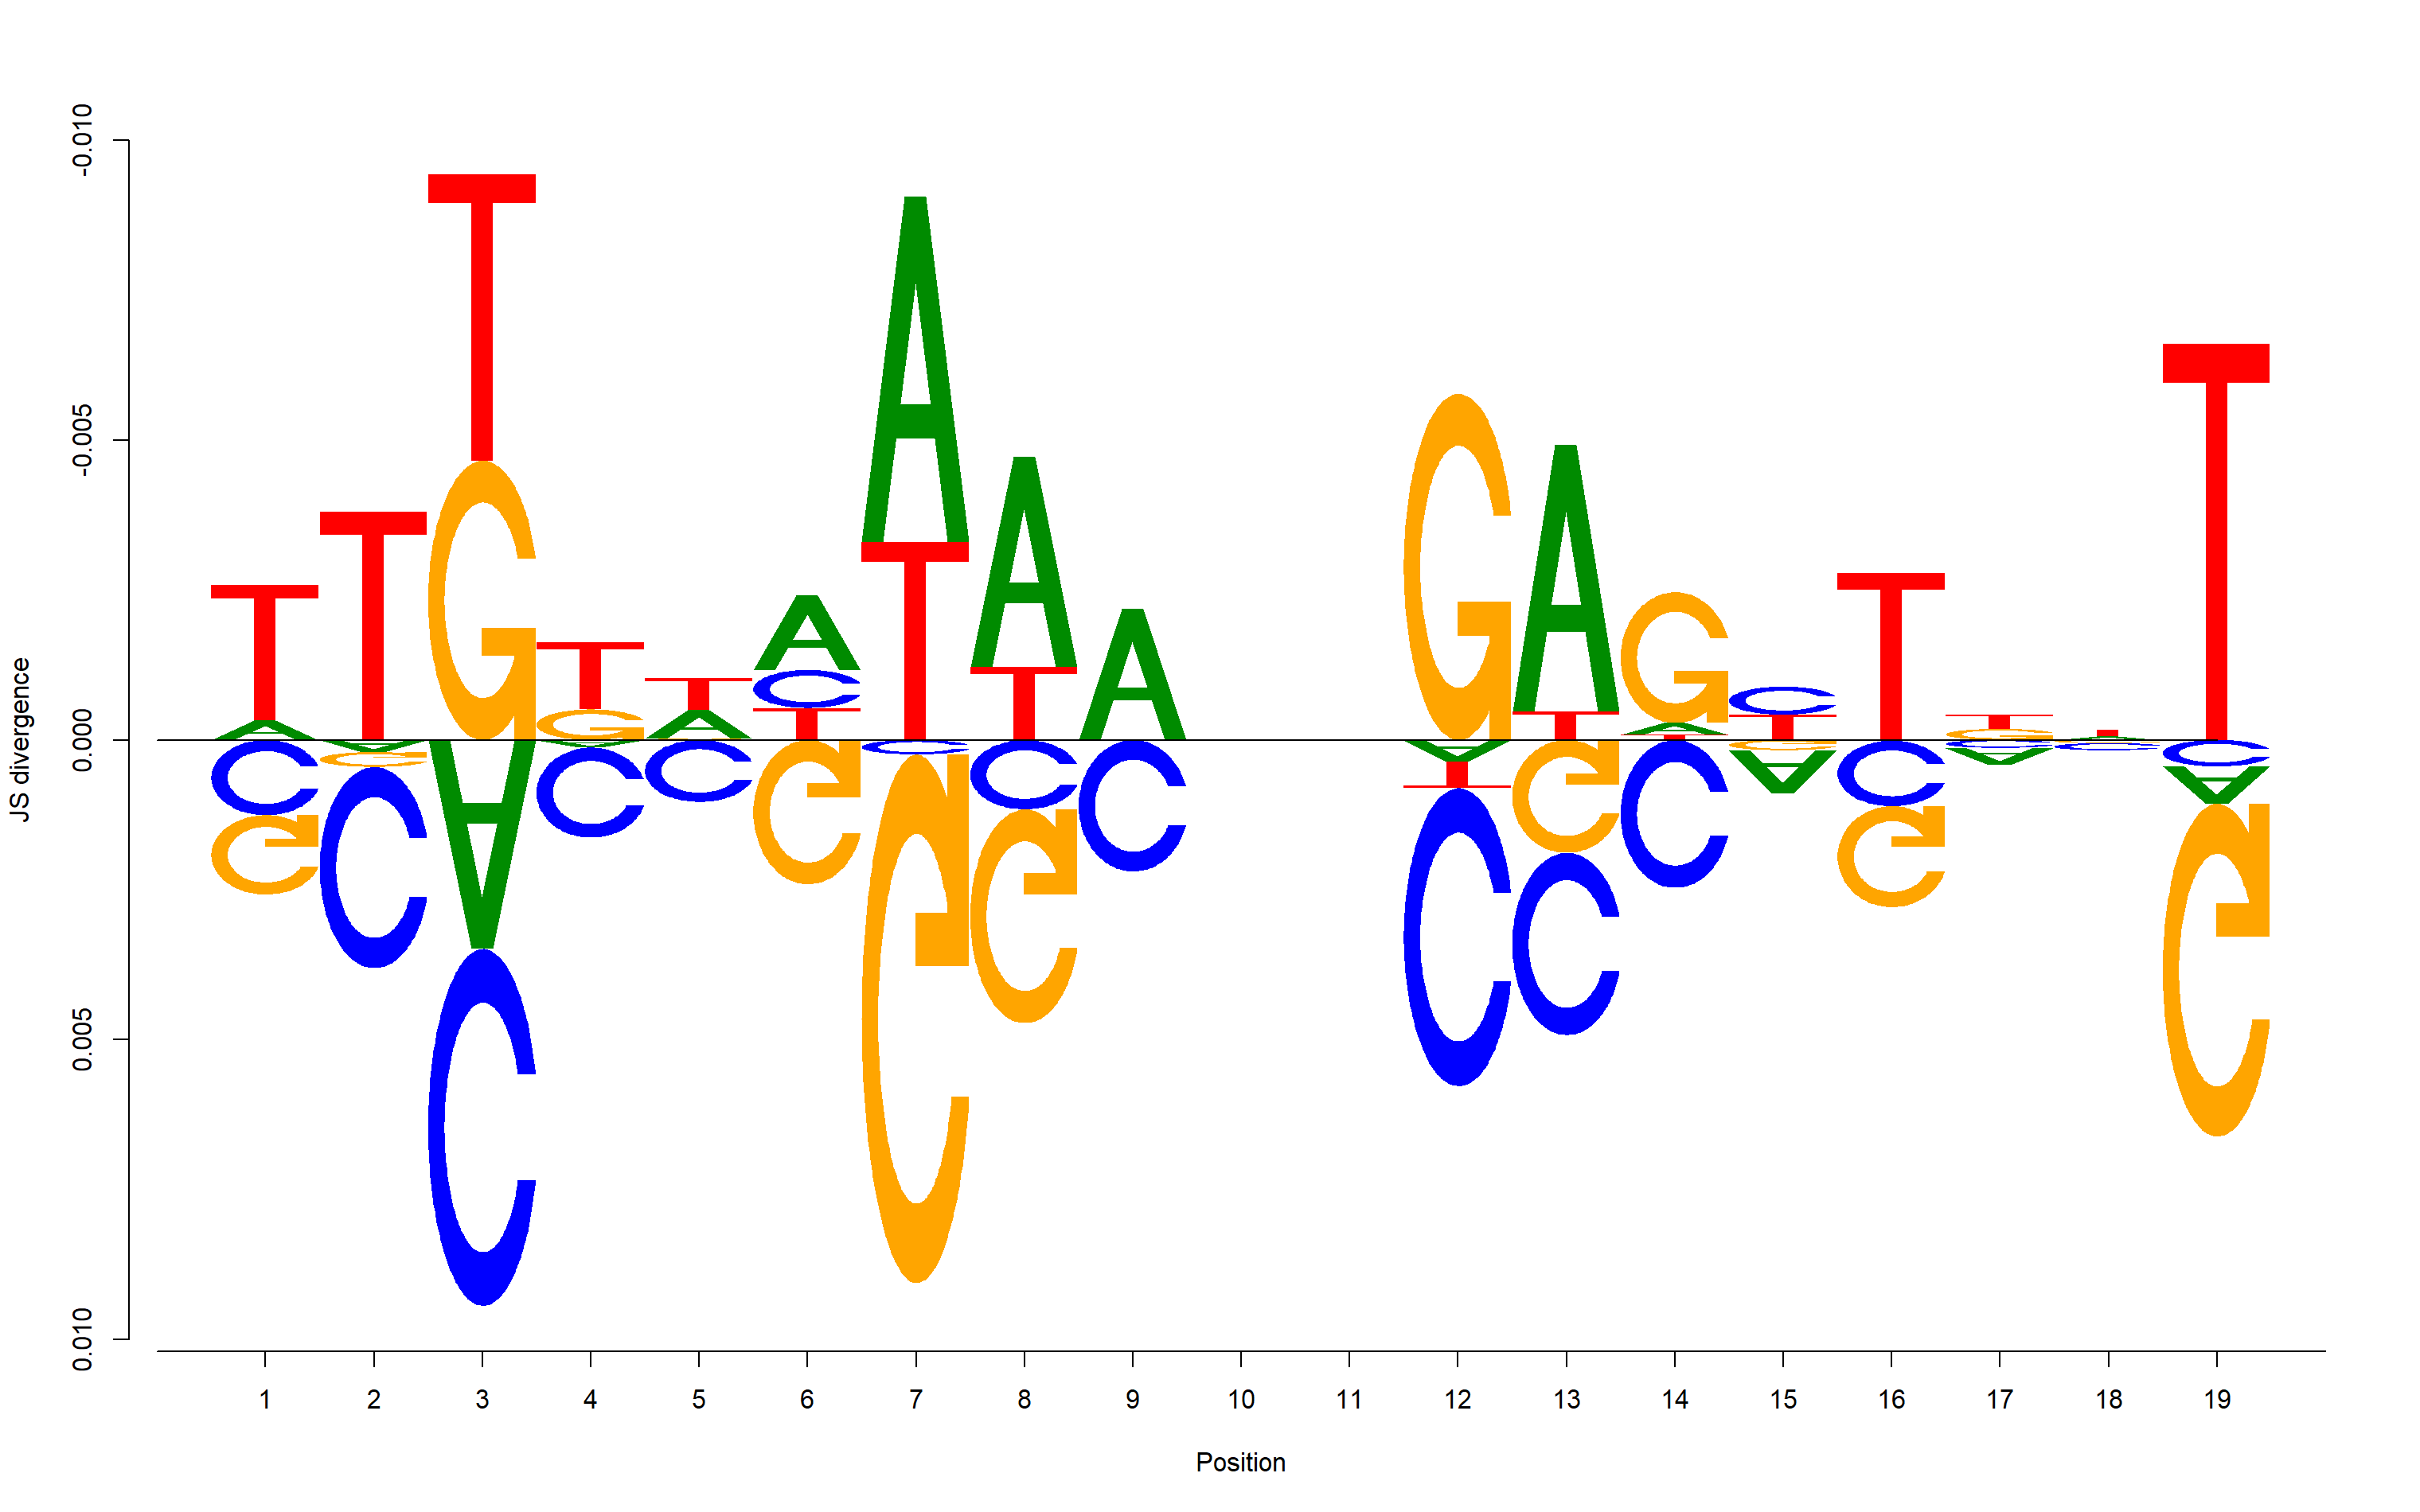 -0.010
-0.005
0.000
0.005
0.010
JS divergence
T T T T T A A A A G A G C T T T T
A G G A C T T T A T T G A
T A
A A C C G C C C A G C G C C C C
C G G A G G T C A G A A
G C C C G
1 2 3 4 5 6 7 8 9 10 11 12 13 14 15 16 17 18 19
Position